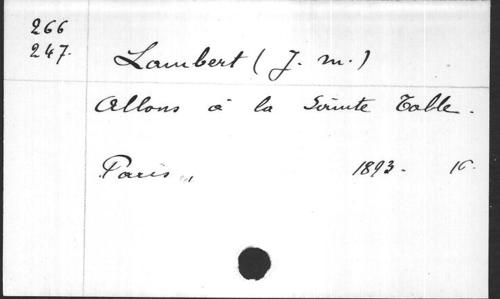 266
247.
Lambert (J. m.)
Allons à la Sainte Table.
Paris, 1893. 16.